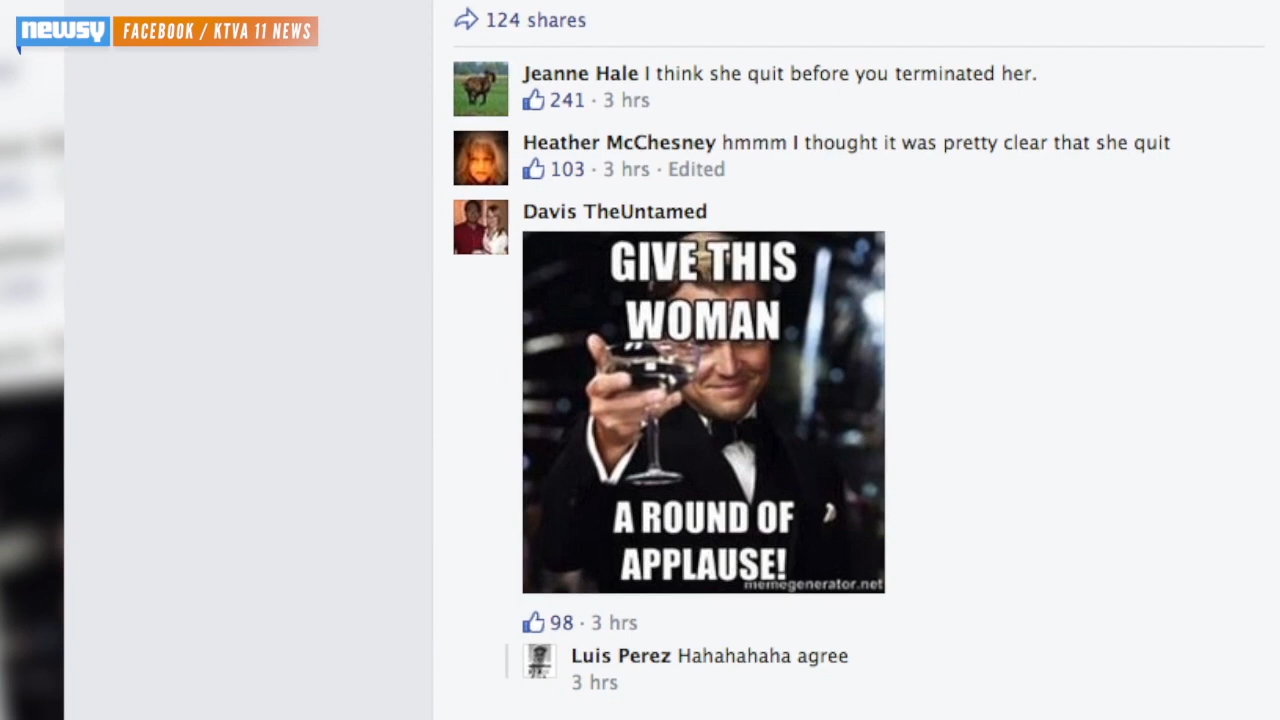 newsy FACEBOOK / KTVA 11 NEWS
124 shares
Jeanne Hale I think she quit before you terminated her.
241 · 3 hrs
Heather McChesney hmmm I thought it was pretty clear that she quit
103 · 3 hrs · Edited
Davis TheUntamed
GIVE THIS
WOMAN
A ROUND OF
APPLAUSE!
memegenerator.net
98 · 3 hrs
Luis Perez Hahahahaha agree
3 hrs